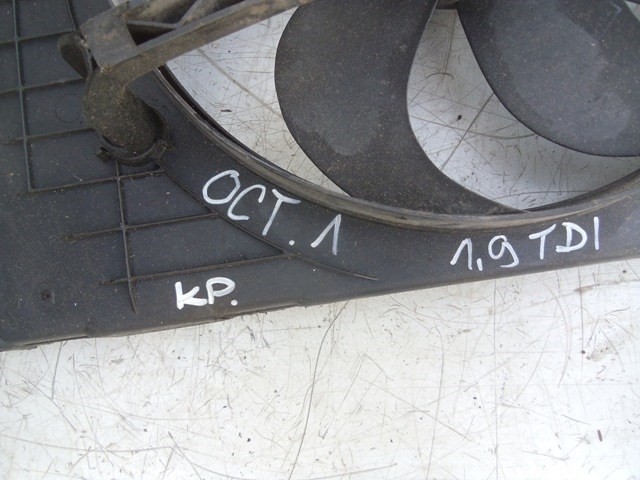 OCT. 1
1,9 TDI
KP.